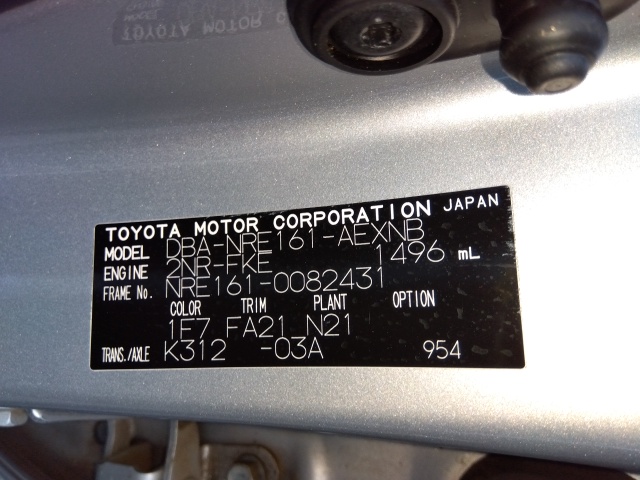 TOYOTA MOTOR CORPORATION JAPAN
MODEL DBA-NRE161-AEXNB
ENGINE 2NR-FKE 1496 mL
FRAME No. NRE161-0082431
COLOR TRIM PLANT OPTION
1F7 FA21 N21
TRANS./AXLE K312 -03A 954